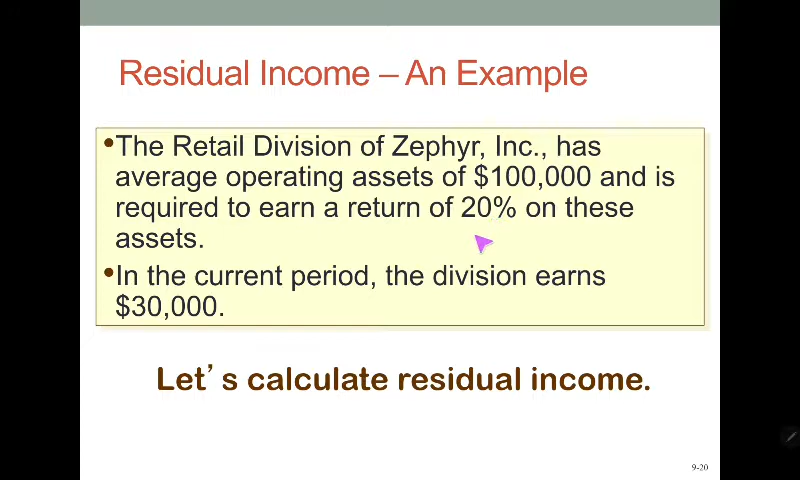 Residual Income – An Example
•The Retail Division of Zephyr, Inc., has
average operating assets of $100,000 and is
required to earn a return of 20% on these
assets.
•In the current period, the division earns
$30,000.
Let’s calculate residual income.
9-20